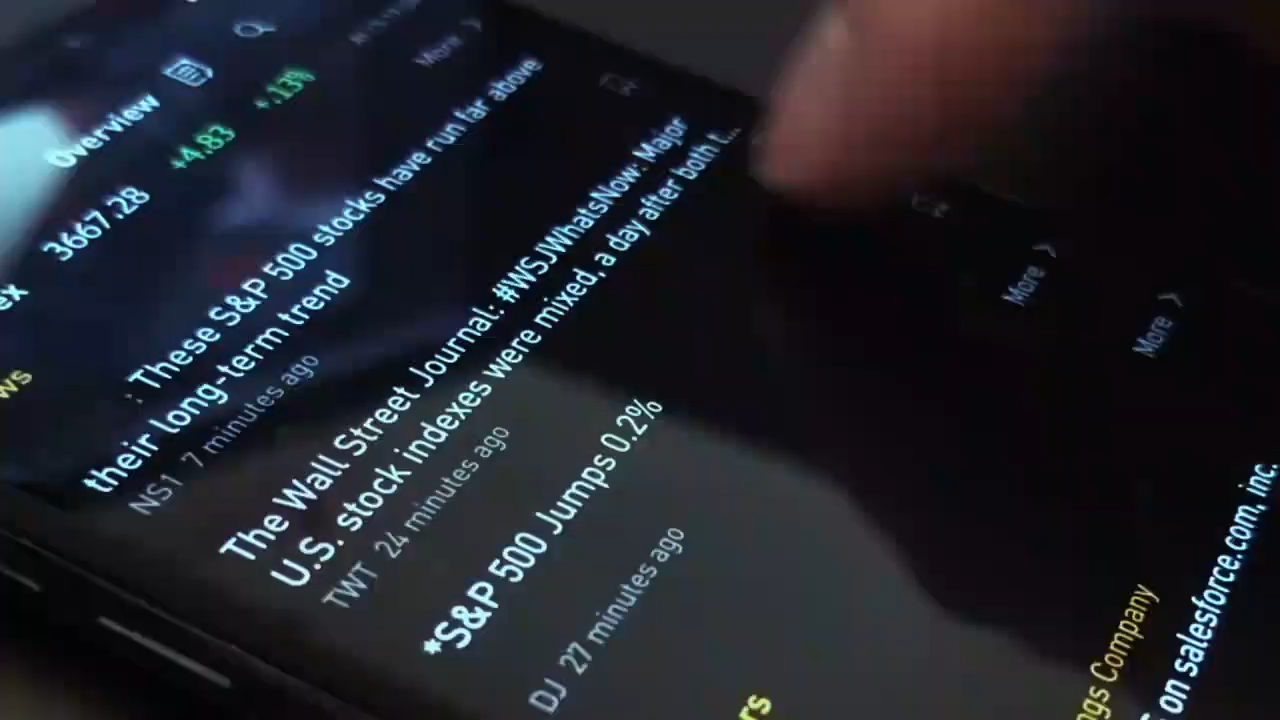 Overview
3667.28 +4.83 +.13%
More
These S&P 500 stocks have run far above
their long-term trend
NS1 7 minutes ago
The Wall Street Journal: #WSJWhatsNow: Major
U.S. stock indexes were mixed, a day after both t...
TWT 24 minutes ago
*S&P 500 Jumps 0.2%
DJ 27 minutes ago
More
More
ngs Company
on salesforce.com, inc.